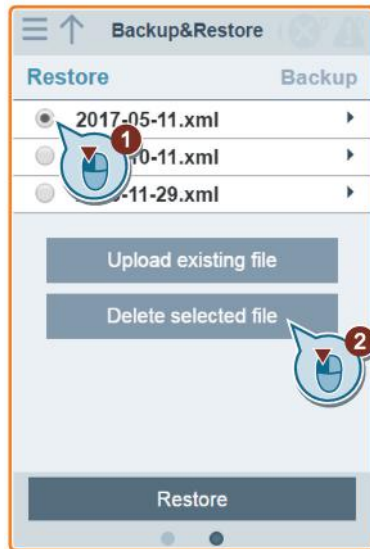 Backup&Restore
Restore Backup
2017-05-11.xml
1
10-11.xml
-11-29.xml
Upload existing file
Delete selected file
2
Restore